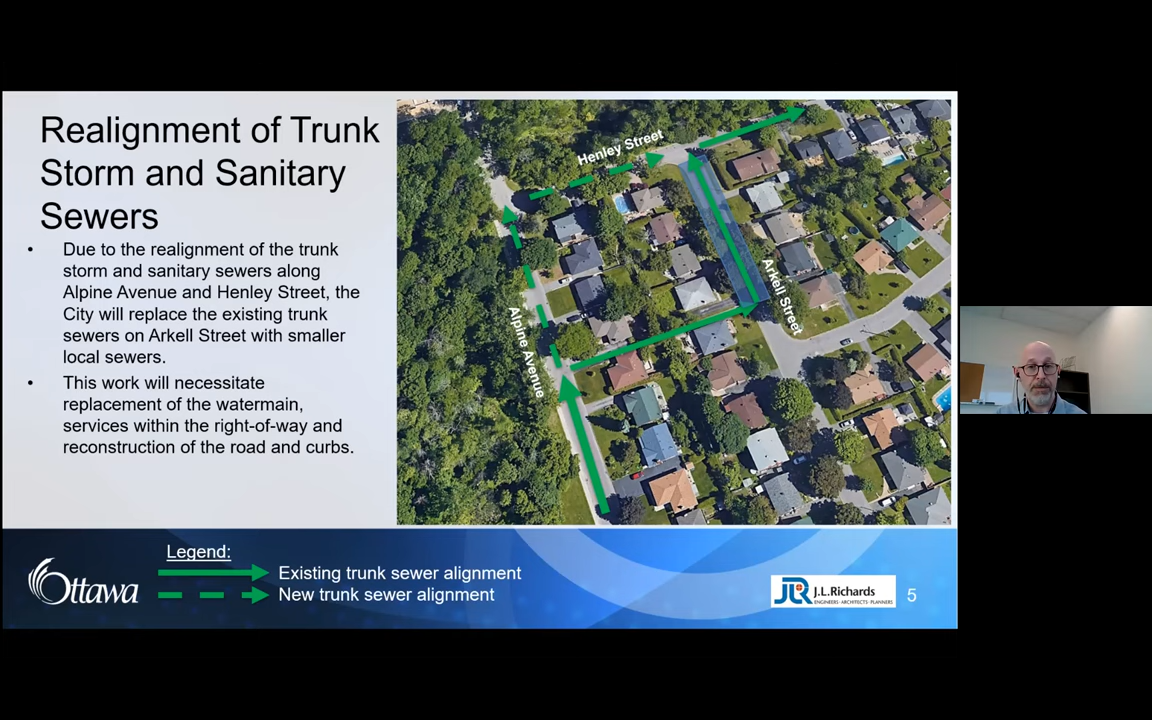 Realignment of Trunk
Storm and Sanitary
Sewers
• Due to the realignment of the trunk
storm and sanitary sewers along
Alpine Avenue and Henley Street, the
City will replace the existing trunk
sewers on Arkell Street with smaller
local sewers.
• This work will necessitate
replacement of the watermain,
services within the right-of-way and
reconstruction of the road and curbs.
Henley Street
Arkell Street
Alpine Avenue
Legend:
Existing trunk sewer alignment
New trunk sewer alignment
Ottawa
JLR
J.L.Richards
ENGINEERS · ARCHITECTS · PLANNERS
5